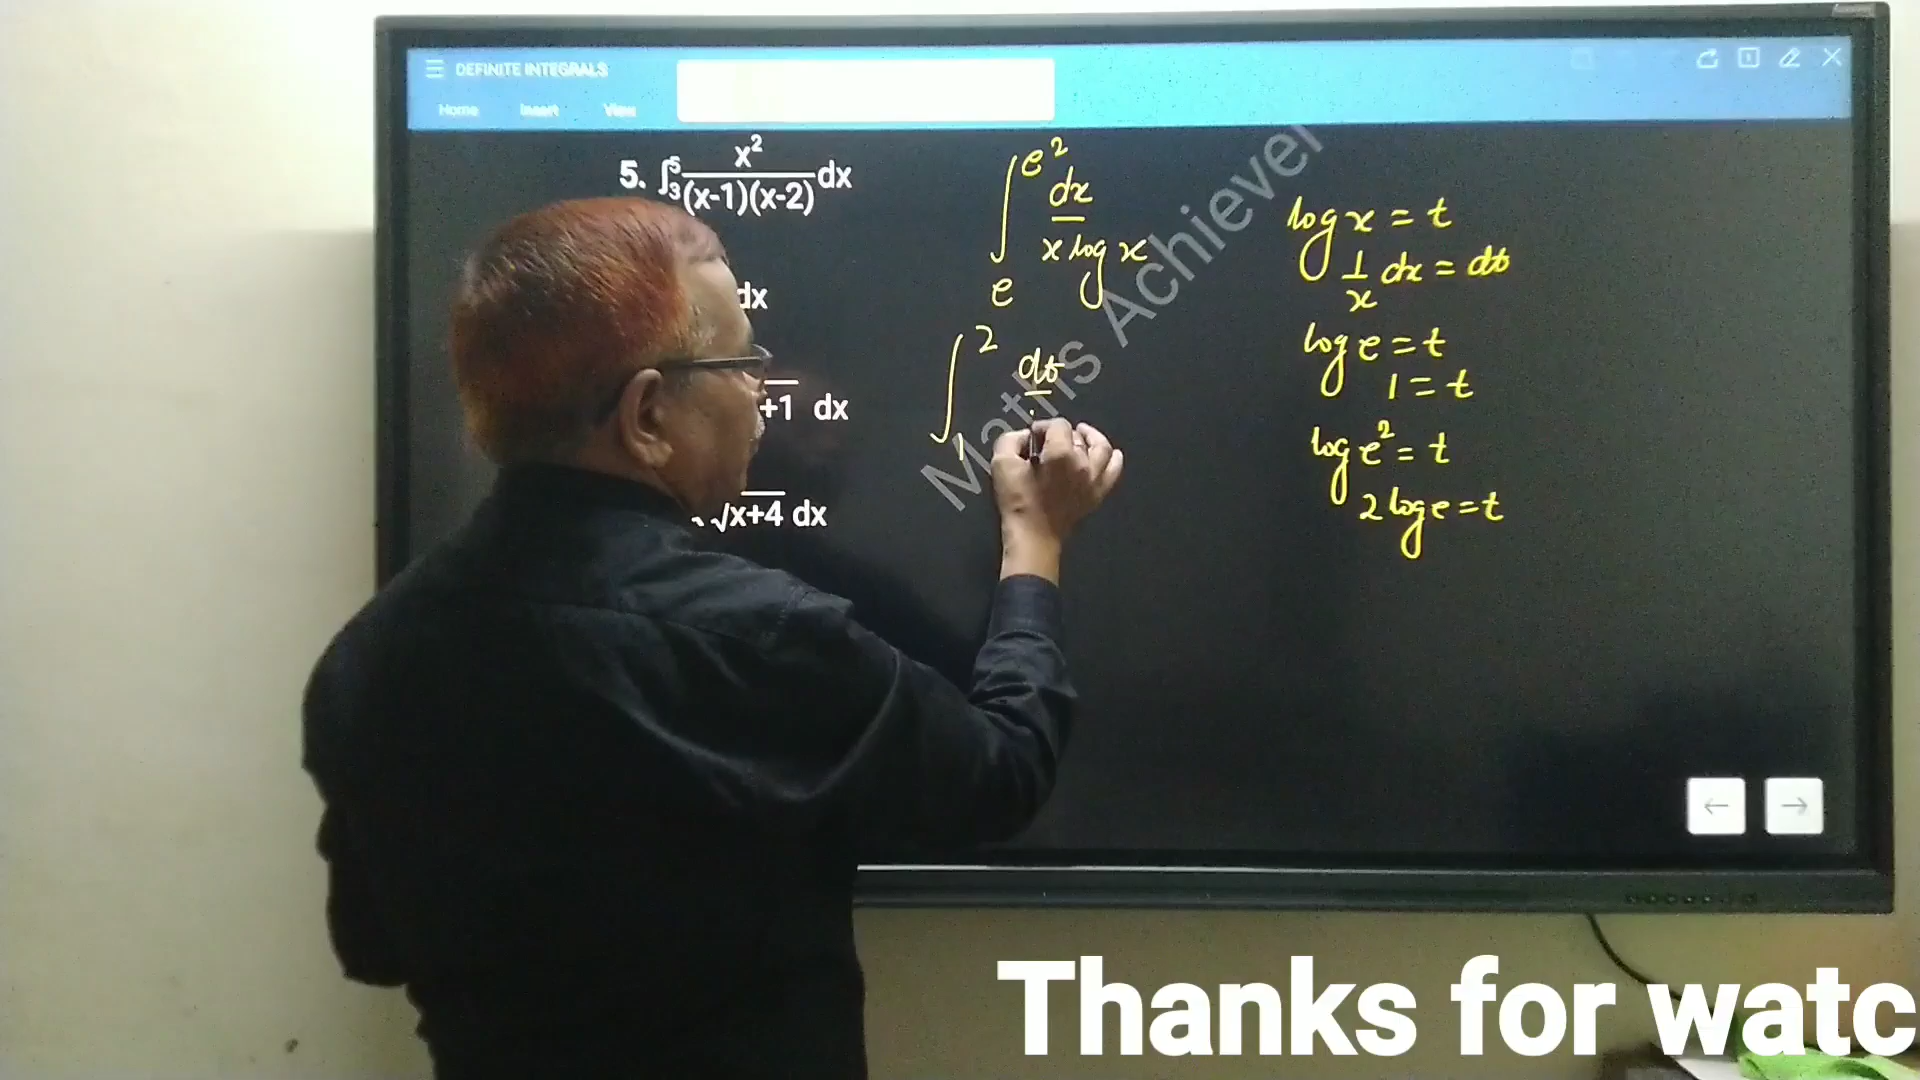 DEFINITE INTEGRALS
Home Insert View
5. ∫₃⁵ x²/(x-1)(x-2) dx
dx
+1 dx
√x+4 dx
∫ₑ^e² dx/x log x
∫₁² dt
log x = t
1/x dx = dt
log e = t
1 = t
log e² = t
2 log e = t
Maths Achiever
← →
Thanks for watc